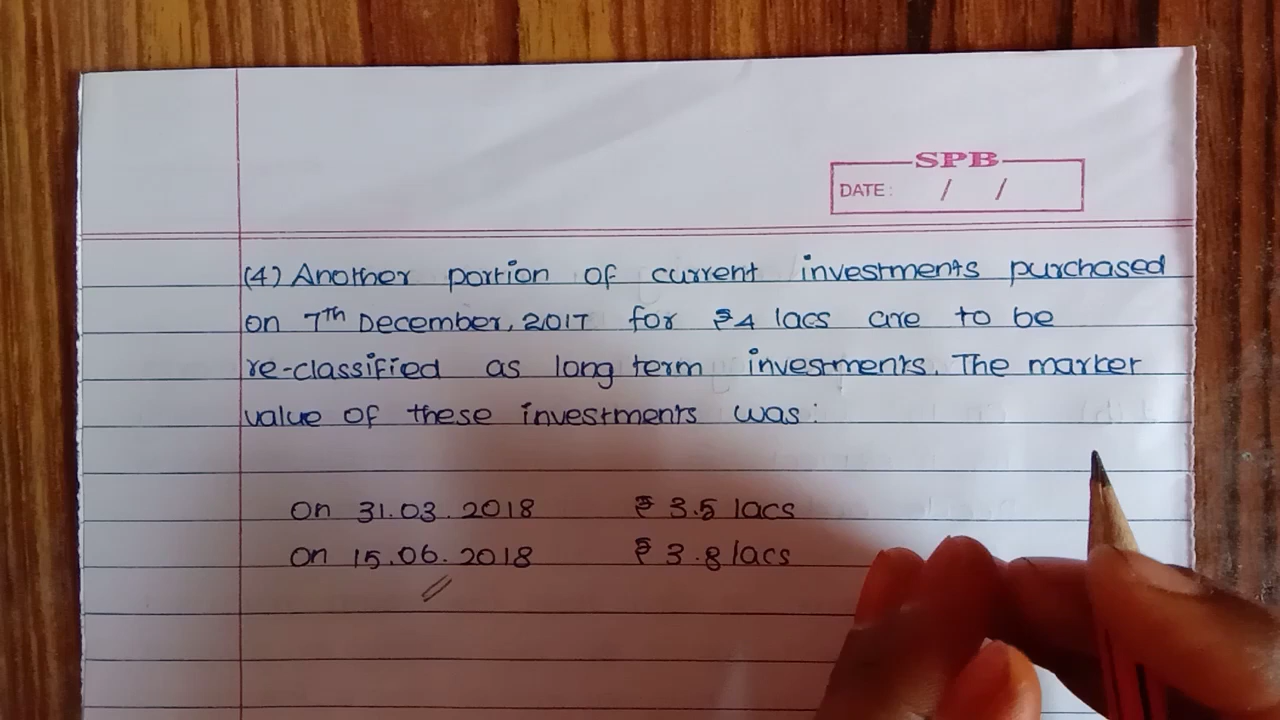 SPB
DATE: / /
(4) Another portion of current investments purchased
on 7th December, 2017 for ₹4 lacs are to be
re-classified as long term investments. The market
value of these investments was:
On 31.03.2018 ₹ 3.5 lacs
On 15.06.2018 ₹ 3.8 lacs